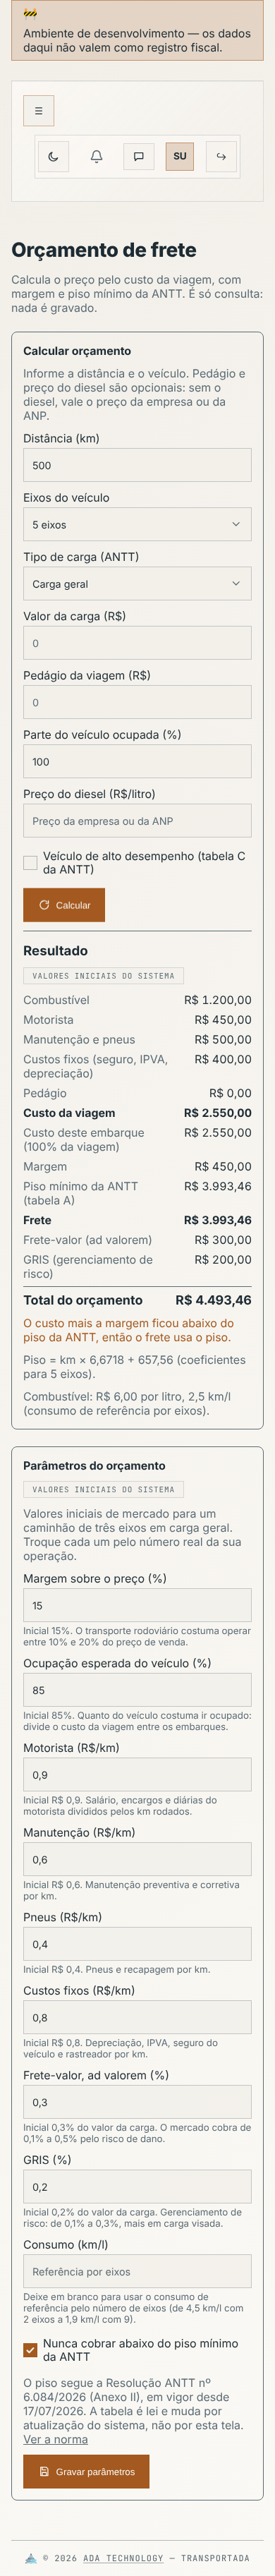 Ambiente de desenvolvimento — os dados
daqui não valem como registro fiscal.
SU
Orçamento de frete
Calcula o preço pelo custo da viagem, com
margem e piso mínimo da ANTT. É só consulta:
nada é gravado.
Calcular orçamento
Informe a distância e o veículo. Pedágio e
preço do diesel são opcionais: sem o
diesel, vale o preço da empresa ou da
ANP.
Distância (km)
500
Eixos do veículo
5 eixos
Tipo de carga (ANTT)
Carga geral
Valor da carga (R$)
0
Pedágio da viagem (R$)
0
Parte do veículo ocupada (%)
100
Preço do diesel (R$/litro)
Preço da empresa ou da ANP
Veículo de alto desempenho (tabela C
da ANTT)
Calcular
Resultado
VALORES INICIAIS DO SISTEMA
Combustível R$ 1.200,00
Motorista R$ 450,00
Manutenção e pneus R$ 500,00
Custos fixos (seguro, IPVA, R$ 400,00
depreciação)
Pedágio R$ 0,00
Custo da viagem R$ 2.550,00
Custo deste embarque R$ 2.550,00
(100% da viagem)
Margem R$ 450,00
Piso mínimo da ANTT R$ 3.993,46
(tabela A)
Frete R$ 3.993,46
Frete-valor (ad valorem) R$ 300,00
GRIS (gerenciamento de R$ 200,00
risco)
Total do orçamento R$ 4.493,46
O custo mais a margem ficou abaixo do
piso da ANTT, então o frete usa o piso.
Piso = km × 6,6718 + 657,56 (coeficientes
para 5 eixos).
Combustível: R$ 6,00 por litro, 2,5 km/l
(consumo de referência por eixos).
Parâmetros do orçamento
VALORES INICIAIS DO SISTEMA
Valores iniciais de mercado para um
caminhão de três eixos em carga geral.
Troque cada um pelo número real da sua
operação.
Margem sobre o preço (%)
15
Inicial 15%. O transporte rodoviário costuma operar
entre 10% e 20% do preço de venda.
Ocupação esperada do veículo (%)
85
Inicial 85%. Quanto do veículo costuma ir ocupado:
divide o custo da viagem entre os embarques.
Motorista (R$/km)
0,9
Inicial R$ 0,9. Salário, encargos e diárias do
motorista divididos pelos km rodados.
Manutenção (R$/km)
0,6
Inicial R$ 0,6. Manutenção preventiva e corretiva
por km.
Pneus (R$/km)
0,4
Inicial R$ 0,4. Pneus e recapagem por km.
Custos fixos (R$/km)
0,8
Inicial R$ 0,8. Depreciação, IPVA, seguro do
veículo e rastreador por km.
Frete-valor, ad valorem (%)
0,3
Inicial 0,3% do valor da carga. O mercado cobra de
0,1% a 0,5% pelo risco de dano.
GRIS (%)
0,2
Inicial 0,2% do valor da carga. Gerenciamento de
risco: de 0,1% a 0,3%, mais em carga visada.
Consumo (km/l)
Referência por eixos
Deixe em branco para usar o consumo de
referência pelo número de eixos (de 4,5 km/l com
2 eixos a 1,9 km/l com 9).
Nunca cobrar abaixo do piso mínimo
da ANTT
O piso segue a Resolução ANTT nº
6.084/2026 (Anexo II), em vigor desde
17/07/2026. A tabela é lei e muda por
atualização do sistema, não por esta tela.
Ver a norma
Gravar parâmetros
© 2026 ADA TECHNOLOGY — TRANSPORTADA